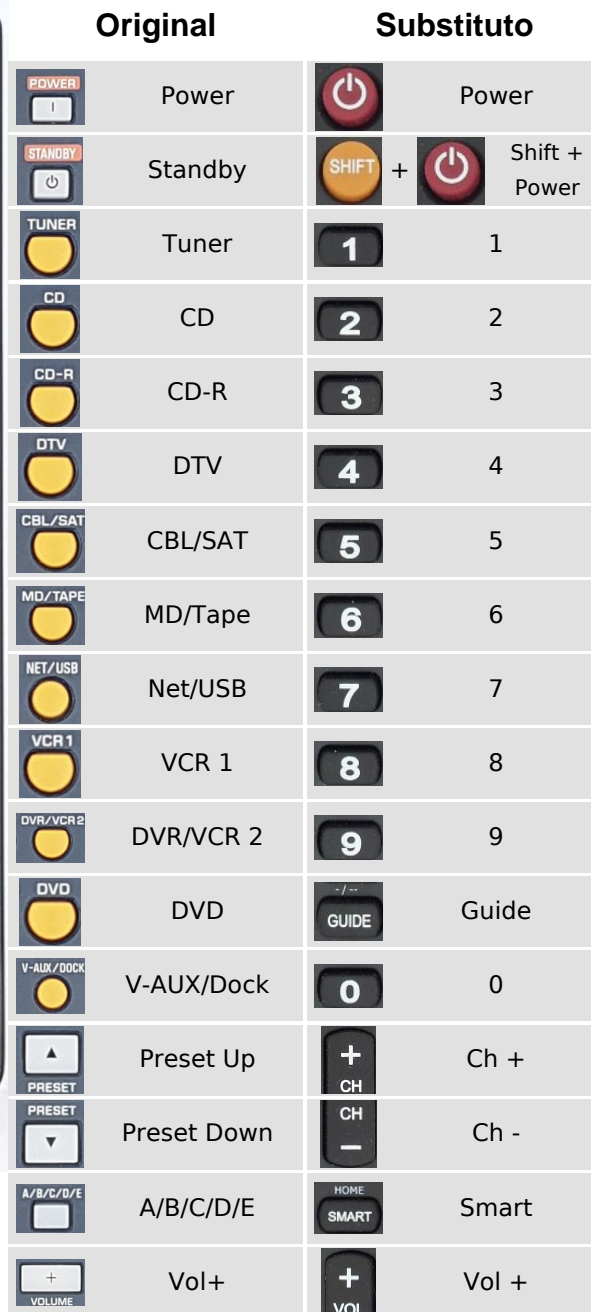 Original Substituto
POWER I Power Power
STANDBY Standby SHIFT + Shift +
Power
TUNER Tuner 1 1
CD CD 2 2
CD-R CD-R 3 3
DTV DTV 4 4
CBL/SAT CBL/SAT 5 5
MD/TAPE MD/Tape 6 6
NET/USB Net/USB 7 7
VCR 1 VCR 1 8 8
DVR/VCR 2 DVR/VCR 2 9 9
DVD DVD -/-- GUIDE Guide
V-AUX/DOCK V-AUX/Dock 0 0
PRESET Preset Up + CH Ch +
PRESET Preset Down CH - Ch -
A/B/C/D/E A/B/C/D/E HOME SMART Smart
+ VOLUME Vol+ + VOL Vol +